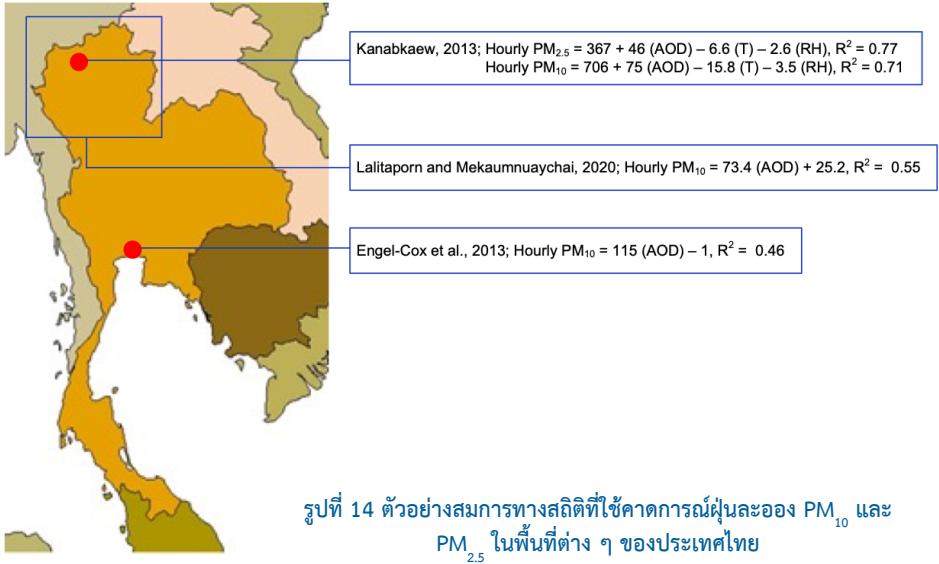 Kanabkaew, 2013; Hourly PM2.5 = 367 + 46 (AOD) – 6.6 (T) – 2.6 (RH), R² = 0.77
Hourly PM10 = 706 + 75 (AOD) – 15.8 (T) – 3.5 (RH), R² = 0.71
Lalitaporn and Mekaumnuaychai, 2020; Hourly PM10 = 73.4 (AOD) + 25.2, R² = 0.55
Engel-Cox et al., 2013; Hourly PM10 = 115 (AOD) – 1, R² = 0.46
รูปที่ 14 ตัวอย่างสมการทางสถิติที่ใช้คาดการณ์ฝุ่นละออง PM10 และ
PM2.5 ในพื้นที่ต่าง ๆ ของประเทศไทย